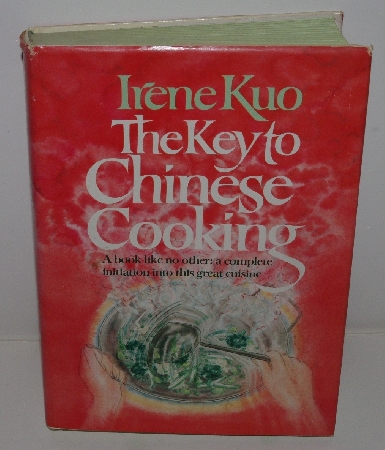 Irene Kuo
The Key to
Chinese
Cooking
A book like no other: a complete
initiation into this great cuisine